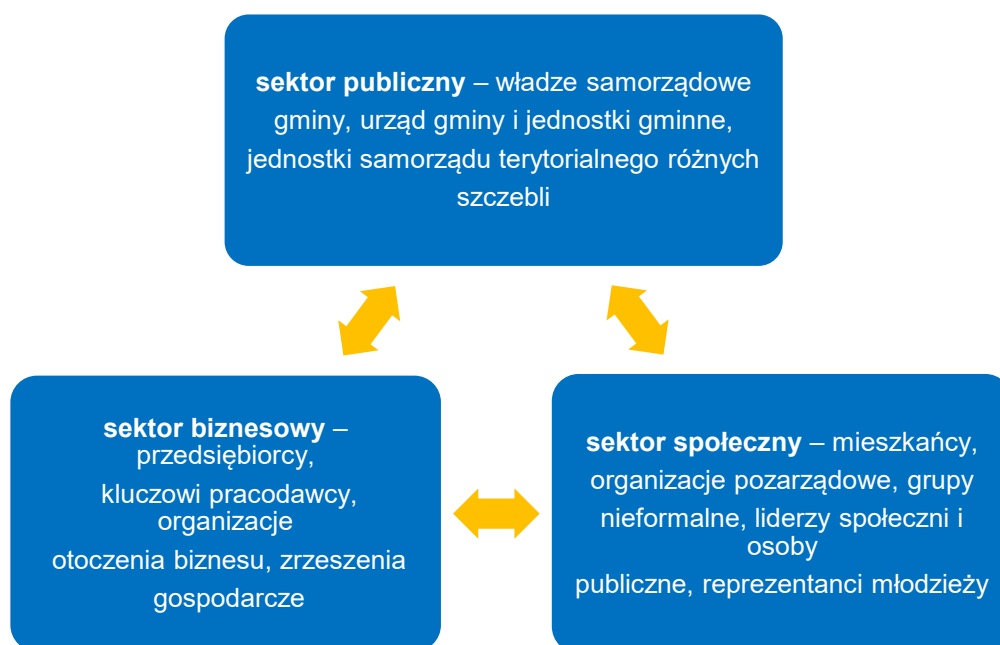 sektor publiczny – władze samorządowe
gminy, urząd gminy i jednostki gminne,
jednostki samorządu terytorialnego różnych
szczebli
sektor biznesowy –
przedsiębiorcy,
kluczowi pracodawcy,
organizacje
otoczenia biznesu, zrzeszenia
gospodarcze
sektor społeczny – mieszkańcy,
organizacje pozarządowe, grupy
nieformalne, liderzy społeczni i
osoby
publiczne, reprezentanci młodzieży